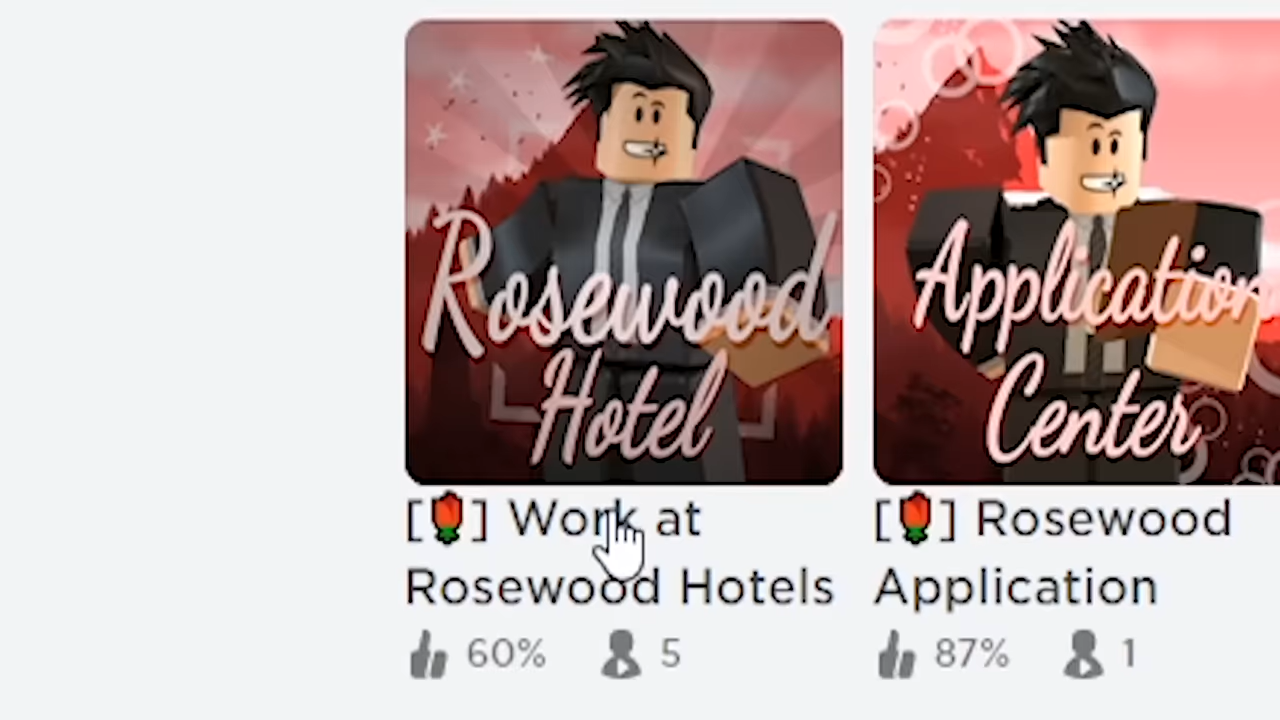 Rosewood
Hotel
Application
Center
[🌹] Work at
Rosewood Hotels
60% 5
[🌹] Rosewood
Application
87% 1